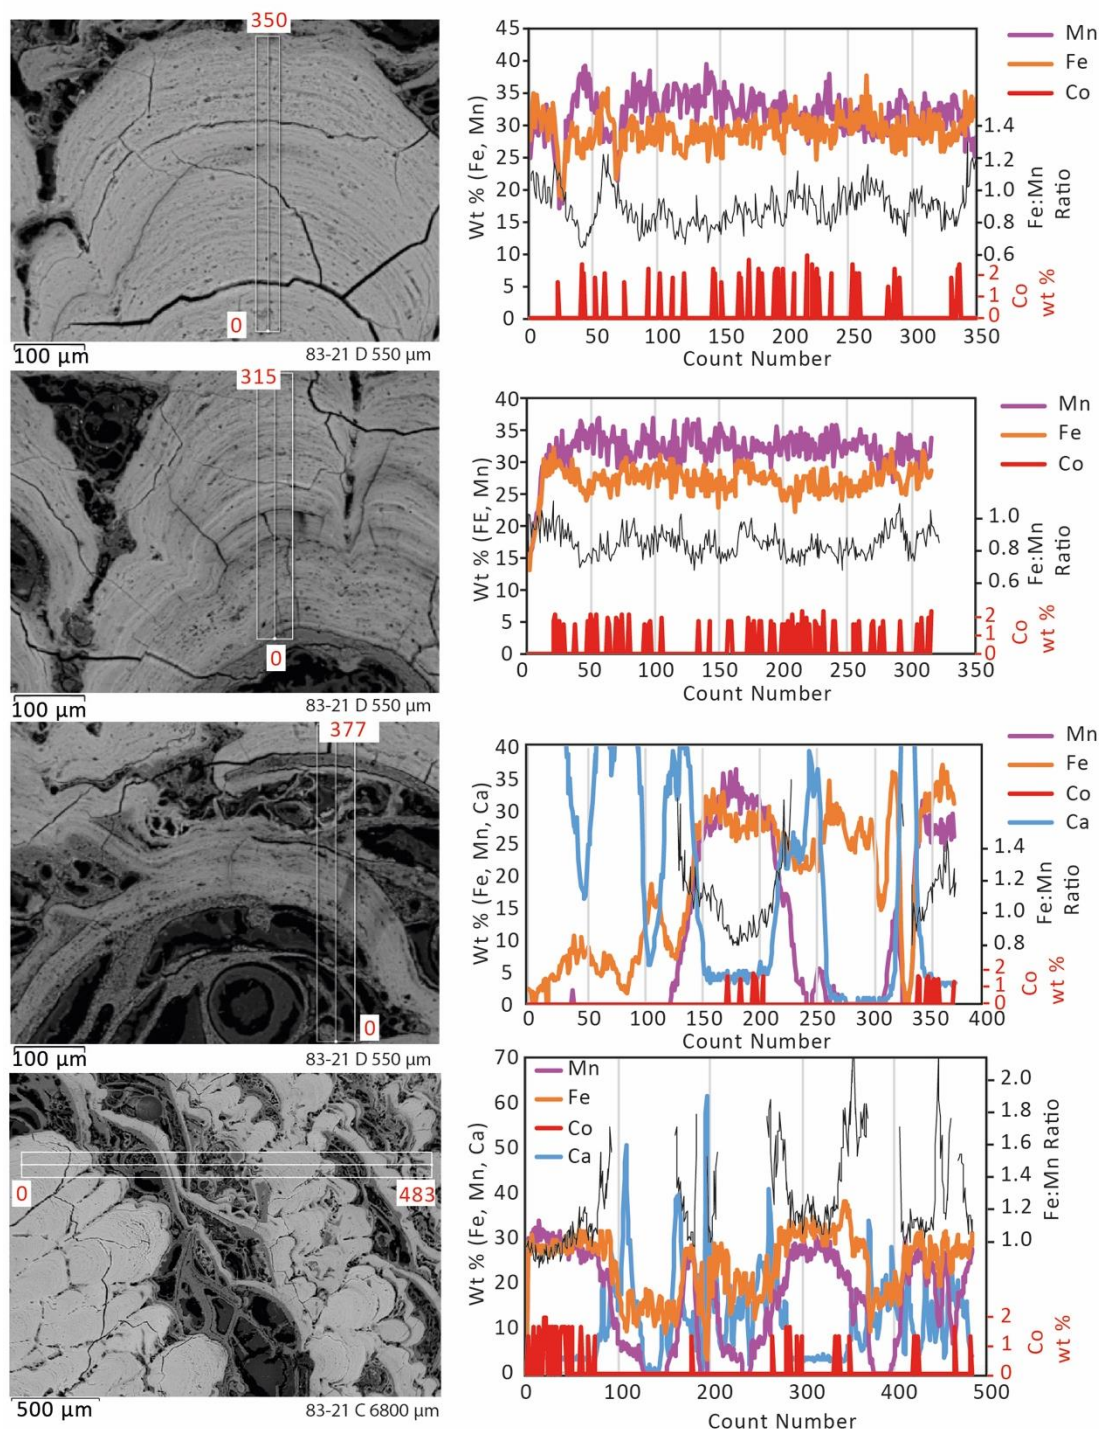 350
0
100 µm
83-21 D 550 µm
45
40
35
30
25
20
15
10
5
0
Wt % (Fe, Mn)
0 50 100 150 200 250 300 350
Count Number
1.4
1.2
1.0
0.8
0.6
Fe:Mn
Ratio
2
1
0
Co
wt %
Mn
Fe
Co
315
0
100 µm
83-21 D 550 µm
40
35
30
25
20
15
10
5
0
Wt % (FE, Mn)
0 50 100 150 200 250 300 350
Count Number
1.0
0.8
0.6
Fe:Mn
Ratio
2
1
0
Co
wt %
Mn
Fe
Co
377
0
100 µm
83-21 D 550 µm
40
35
30
25
20
15
10
5
0
Wt % (Fe, Mn, Ca)
0 50 100 150 200 250 300 350 400
Count Number
1.4
1.2
1.0
0.8
Fe:Mn
Ratio
2
1
0
Co
wt %
Mn
Fe
Co
Ca
0
483
500 µm
83-21 C 6800 µm
70
60
50
40
30
20
10
0
Wt % (Fe, Mn, Ca)
Mn
Fe
Co
Ca
100 200 300 400 500
Count Number
2.0
1.8
1.6
1.4
1.2
1.0
Fe:Mn Ratio
2
1
0
Co
wt %